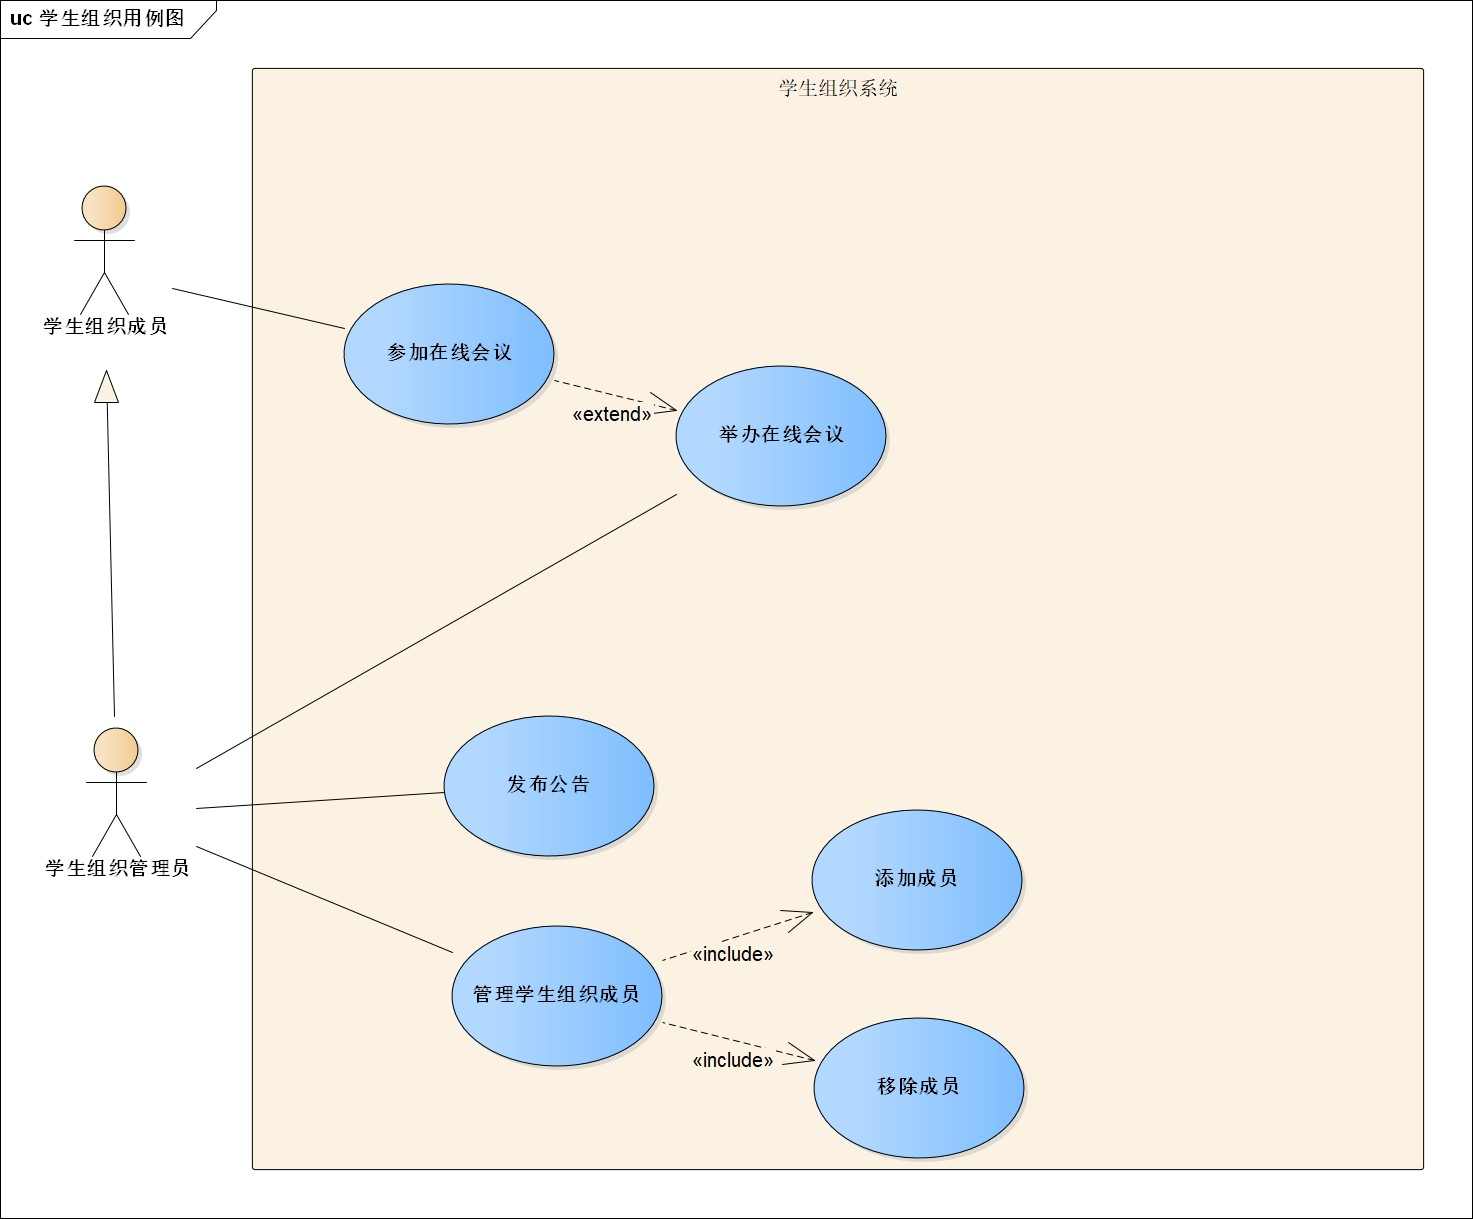 uc 学生组织用例图
学生组织系统
学生组织成员
参加在线会议
«extend»
举办在线会议
发布公告
学生组织管理员
添加成员
«include»
管理学生组织成员
«include»
移除成员